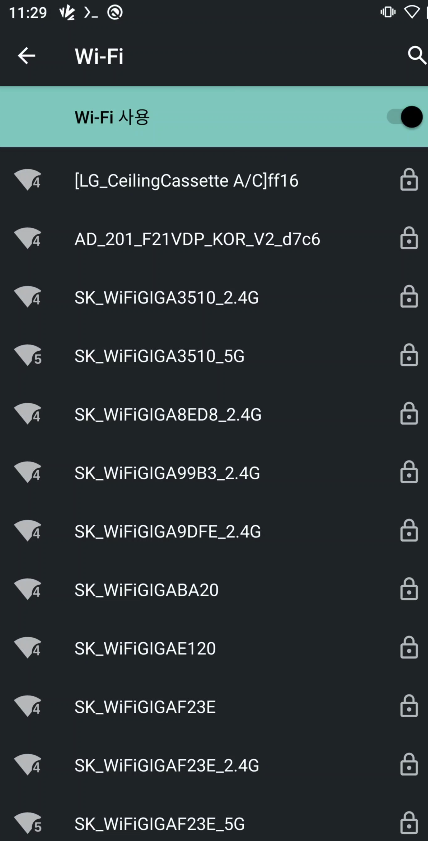 11:29
Wi-Fi
Wi-Fi 사용
4 [LG_CeilingCassette A/C]ff16
4 AD_201_F21VDP_KOR_V2_d7c6
4 SK_WiFiGIGA3510_2.4G
5 SK_WiFiGIGA3510_5G
4 SK_WiFiGIGA8ED8_2.4G
4 SK_WiFiGIGA99B3_2.4G
4 SK_WiFiGIGA9DFE_2.4G
4 SK_WiFiGIGABA20
4 SK_WiFiGIGAE120
4 SK_WiFiGIGAF23E
4 SK_WiFiGIGAF23E_2.4G
5 SK_WiFiGIGAF23E_5G